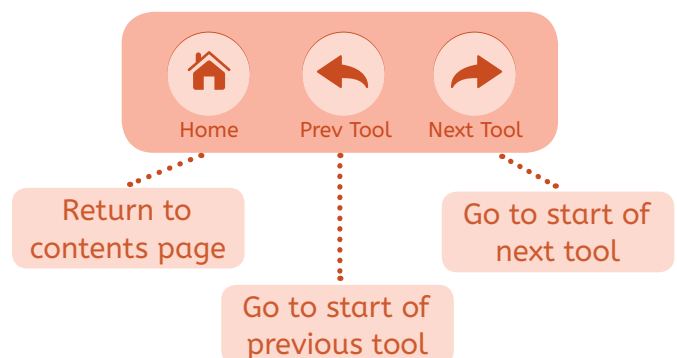 Home
Prev Tool
Next Tool
Return to
contents page
Go to start of
next tool
Go to start of
previous tool